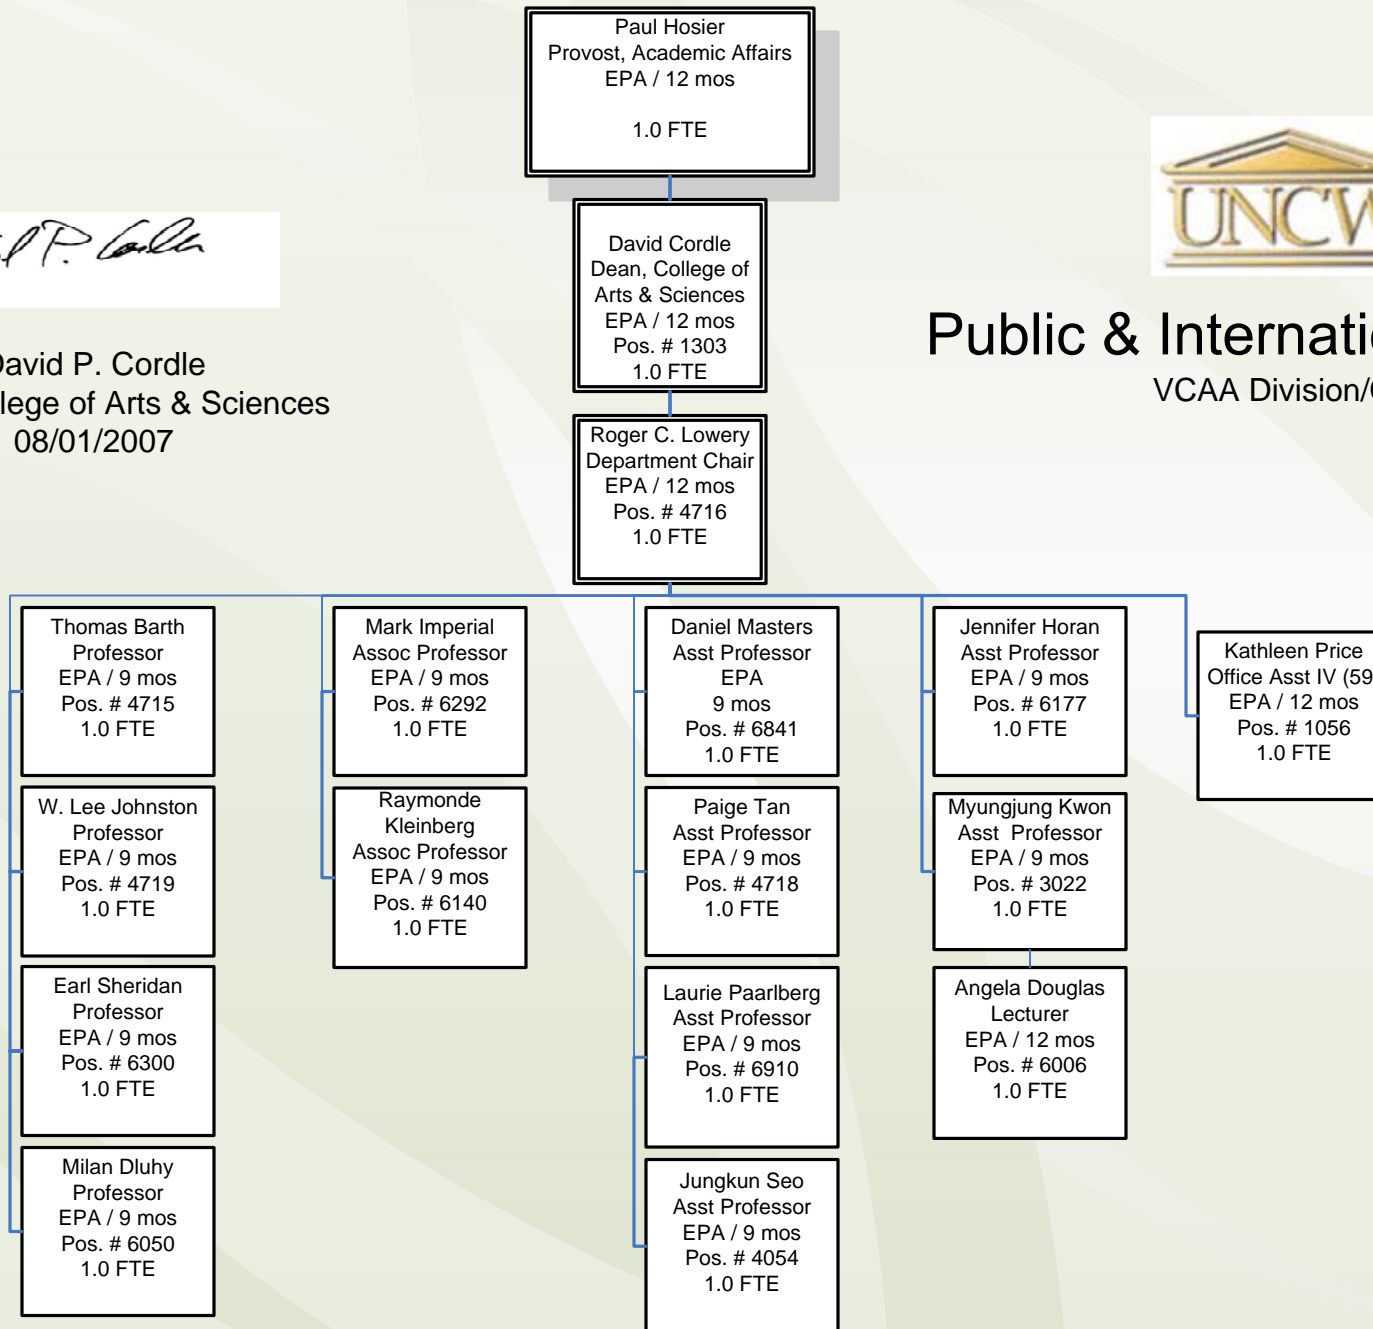 Paul Hosier
Provost, Academic Affairs
EPA / 12 mos
1.0 FTE
UNCW
David Cordle
Dean, College of
Arts & Sciences
EPA / 12 mos
Pos. # 1303
1.0 FTE
David P. Cordle
llege of Arts & Sciences
08/01/2007
Public & Internati
VCAA Division/
Roger C. Lowery
Department Chair
EPA / 12 mos
Pos. # 4716
1.0 FTE
Thomas Barth
Professor
EPA / 9 mos
Pos. # 4715
1.0 FTE
W. Lee Johnston
Professor
EPA / 9 mos
Pos. # 4719
1.0 FTE
Earl Sheridan
Professor
EPA / 9 mos
Pos. # 6300
1.0 FTE
Milan Dluhy
Professor
EPA / 9 mos
Pos. # 6050
1.0 FTE
Mark Imperial
Assoc Professor
EPA / 9 mos
Pos. # 6292
1.0 FTE
Raymonde
Kleinberg
Assoc Professor
EPA / 9 mos
Pos. # 6140
1.0 FTE
Daniel Masters
Asst Professor
EPA
9 mos
Pos. # 6841
1.0 FTE
Paige Tan
Asst Professor
EPA / 9 mos
Pos. # 4718
1.0 FTE
Laurie Paarlberg
Asst Professor
EPA / 9 mos
Pos. # 6910
1.0 FTE
Jungkun Seo
Asst Professor
EPA / 9 mos
Pos. # 4054
1.0 FTE
Jennifer Horan
Asst Professor
EPA / 9 mos
Pos. # 6177
1.0 FTE
Myungjung Kwon
Asst  Professor
EPA / 9 mos
Pos. # 3022
1.0 FTE
Angela Douglas
Lecturer
EPA / 12 mos
Pos. # 6006
1.0 FTE
Kathleen Price
Office Asst IV (59
EPA / 12 mos
Pos. # 1056
1.0 FTE